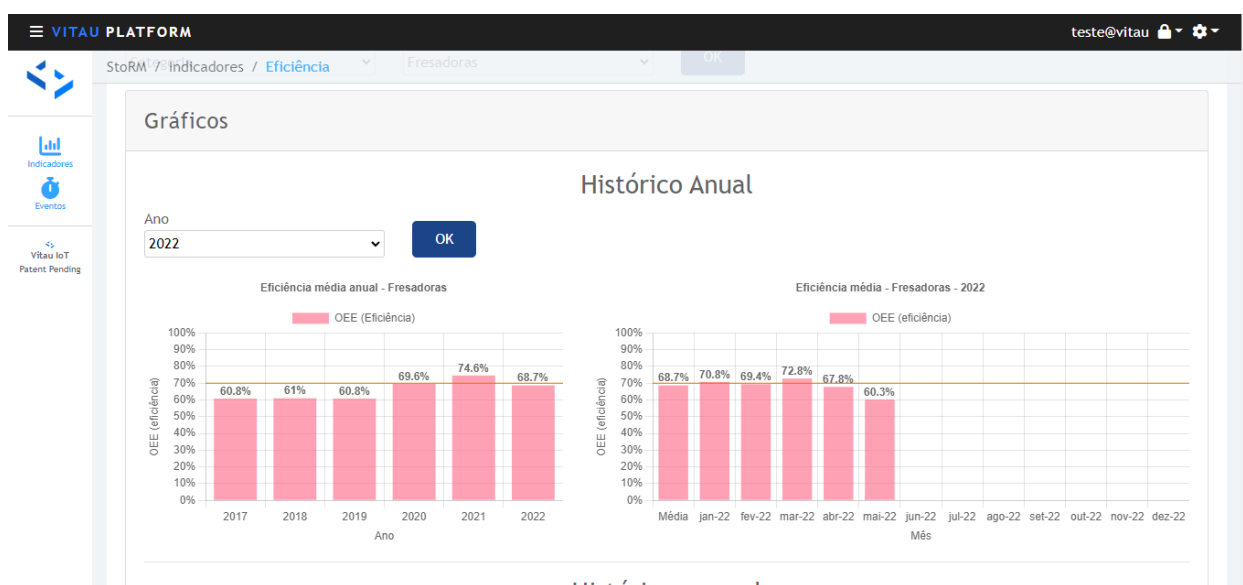 VITAU PLATFORM
teste@vitau
StoRM / Indicadores / Eficiência
Categoria
Fresadoras
OK
Indicadores
Eventos
Vitau IoT
Patent Pending
Gráficos
Histórico Anual
Ano
2022
OK
Eficiência média anual - Fresadoras
OEE (Eficiência)
100%
90%
80%
70%
60%
50%
40%
30%
20%
10%
0%
OEE (eficiência)
60.8% 61% 60.8% 69.6% 74.6% 68.7%
2017 2018 2019 2020 2021 2022
Ano
Eficiência média - Fresadoras - 2022
OEE (eficiência)
100%
90%
80%
70%
60%
50%
40%
30%
20%
10%
0%
OEE (eficiência)
68.7% 70.8% 69.4% 72.8% 67.8% 60.3%
Média jan-22 fev-22 mar-22 abr-22 mai-22 jun-22 jul-22 ago-22 set-22 out-22 nov-22 dez-22
Mês